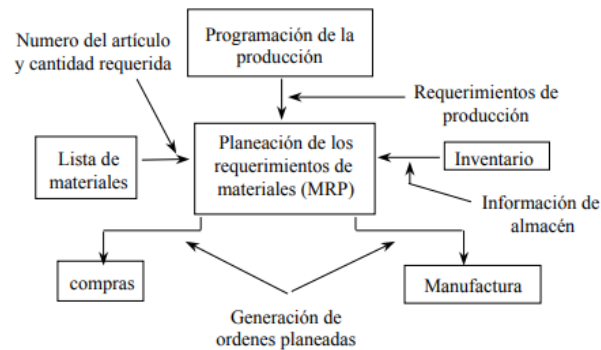 Numero del artículo
y cantidad requerida
Programación de la
producción
Requerimientos de
producción
Lista de
materiales
Planeación de los
requerimientos de
materiales (MRP)
Inventario
Información de
almacén
compras
Manufactura
Generación de
ordenes planeadas